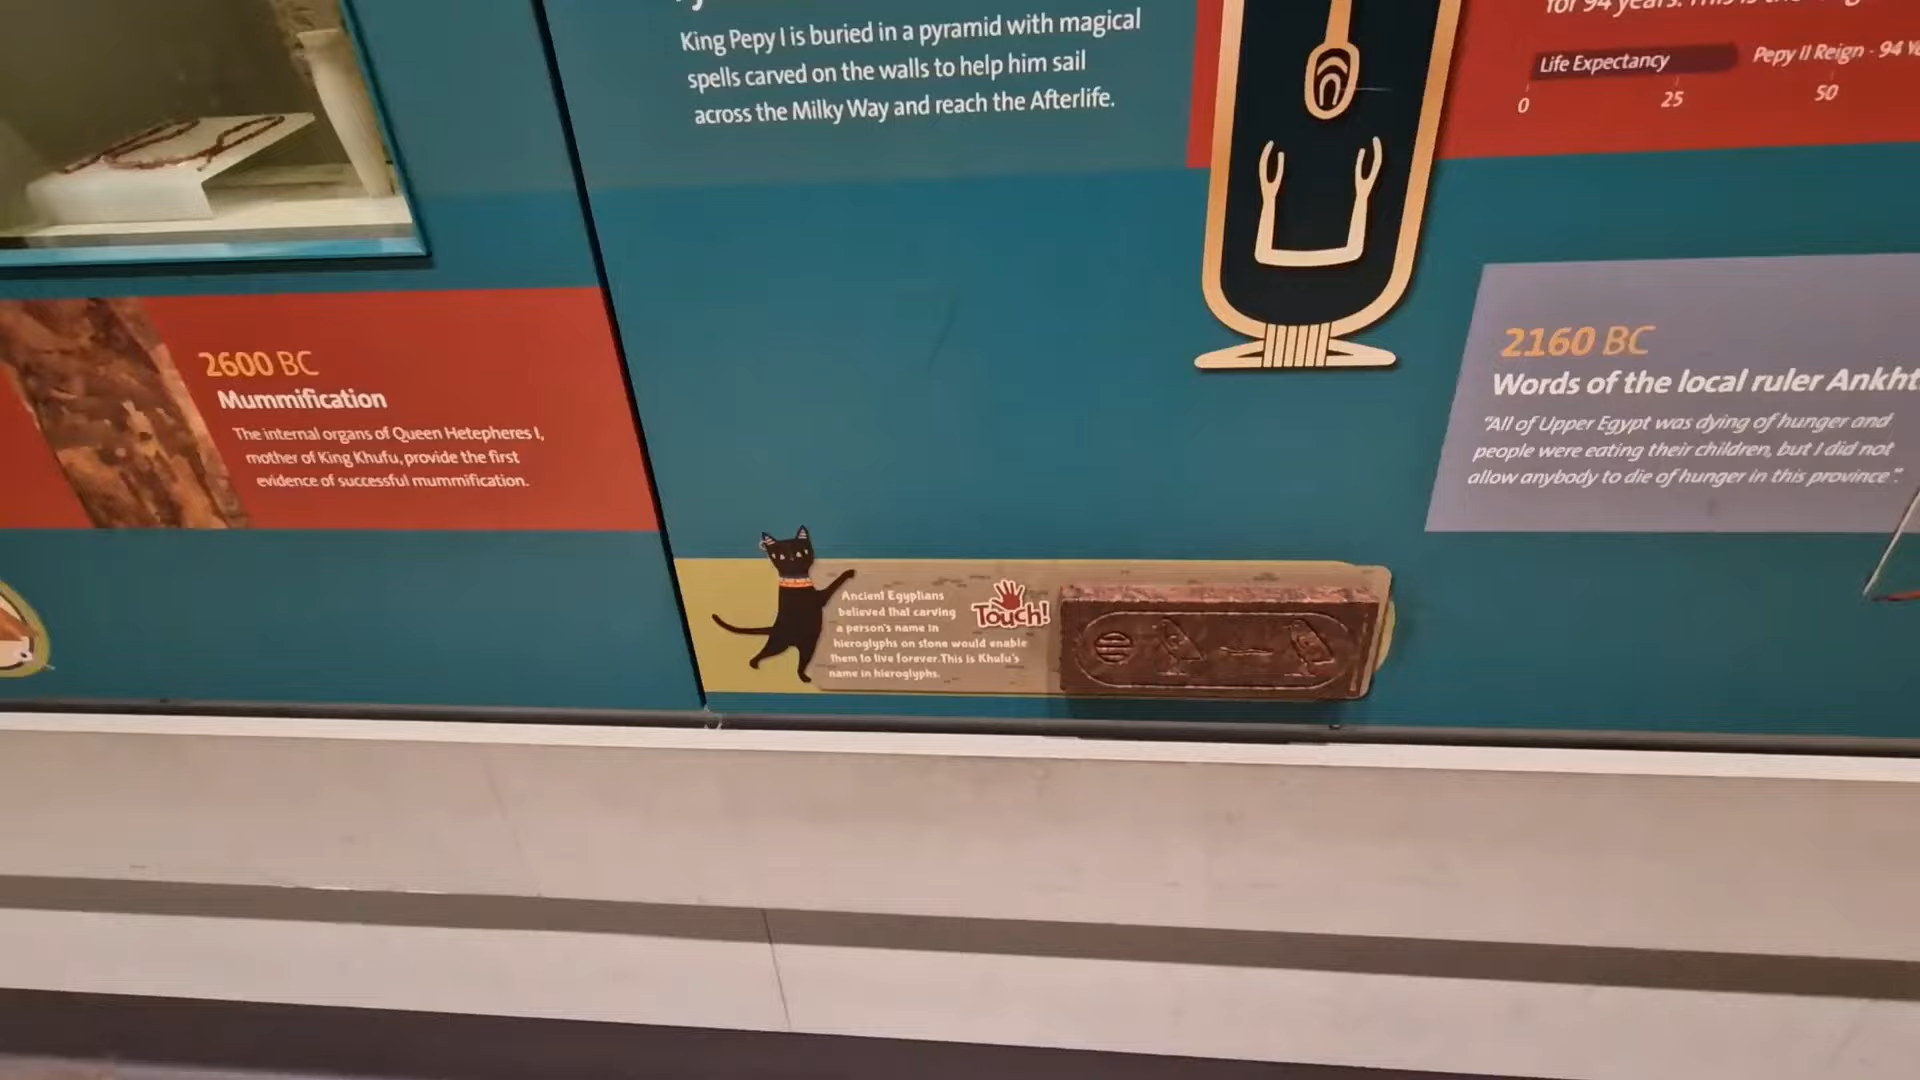 King Pepy I is buried in a pyramid with magical
spells carved on the walls to help him sail
across the Milky Way and reach the Afterlife.
for 94 years.
Life Expectancy
Pepy II Reign - 94
0
25
50
2600 BC
Mummification
The internal organs of Queen Hetepheres I,
mother of King Khufu, provide the first
evidence of successful mummification.
2160 BC
Words of the local ruler
"All of Upper Egypt was dying of hunger and
people were eating their children, but I did not
allow anybody to die of hunger in this province".
Ancient Egyptians
believed that carving
a person's name in
hieroglyphs on stone would enable
them to live forever. This is Khufu's
name in hieroglyphs.
Touch!